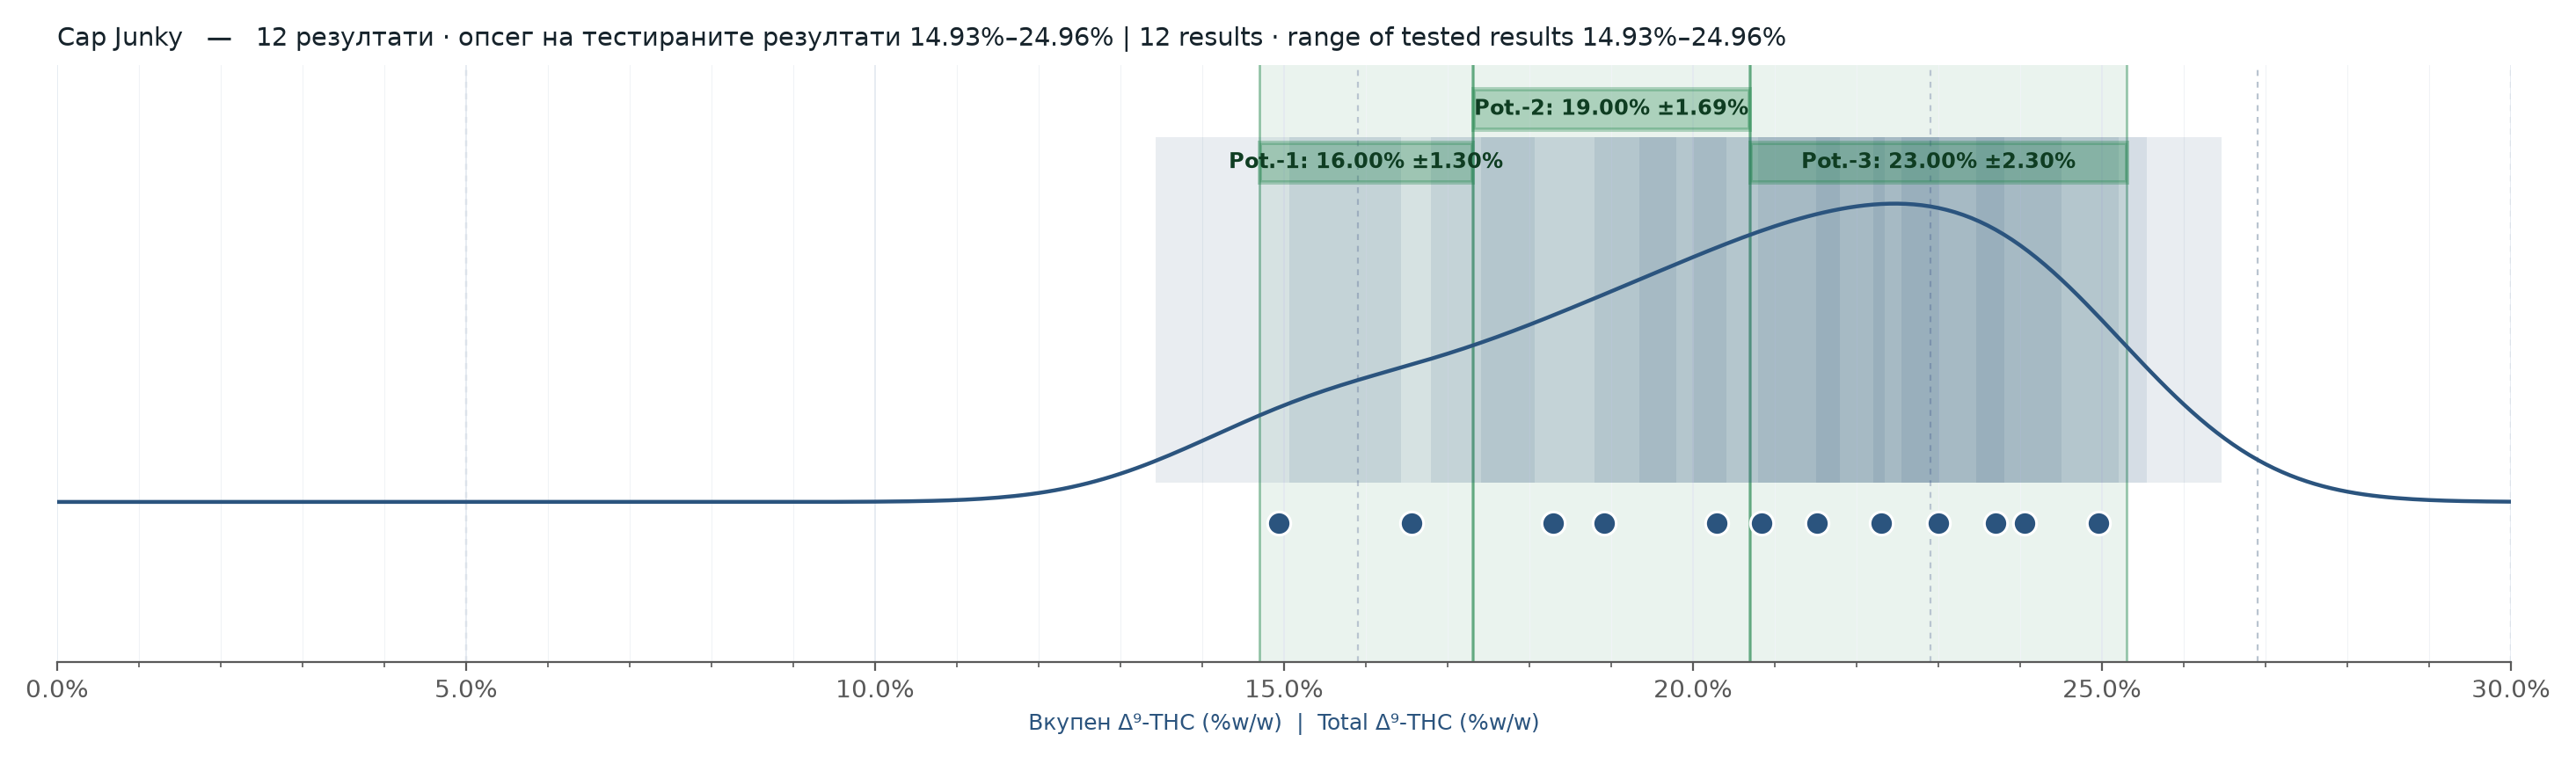 Cap Junky — 12 резултати · опсег на тестираните резултати 14.93%–24.96% | 12 results · range of tested results 14.93%–24.96%
Pot.-2: 19.00% ±1.69%
Pot.-1: 16.00% ±1.30%
Pot.-3: 23.00% ±2.30%
0.0%
5.0%
10.0%
15.0%
20.0%
25.0%
30.0%
Вкупен Δ⁹-THC (%w/w) | Total Δ⁹-THC (%w/w)